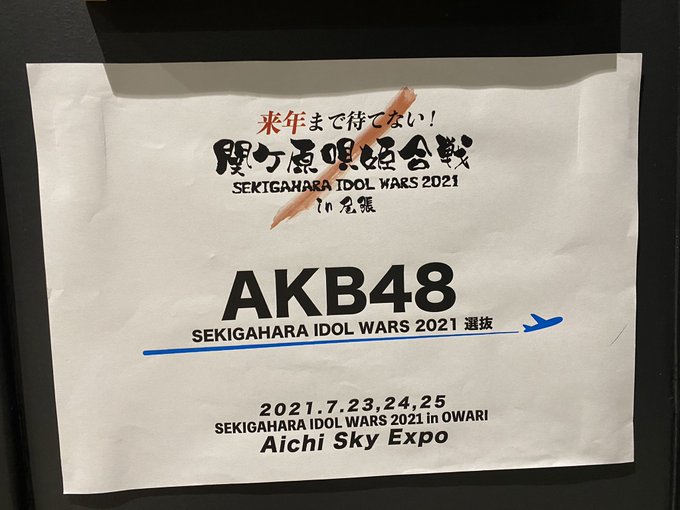 来年まで待てない!
関ケ原唄姫合戦
SEKIGAHARA IDOL WARS 2021
in 尾張
AKB48
SEKIGAHARA IDOL WARS 2021 選抜
2021.7.23,24,25
SEKIGAHARA IDOL WARS 2021 in OWARI
Aichi Sky Expo